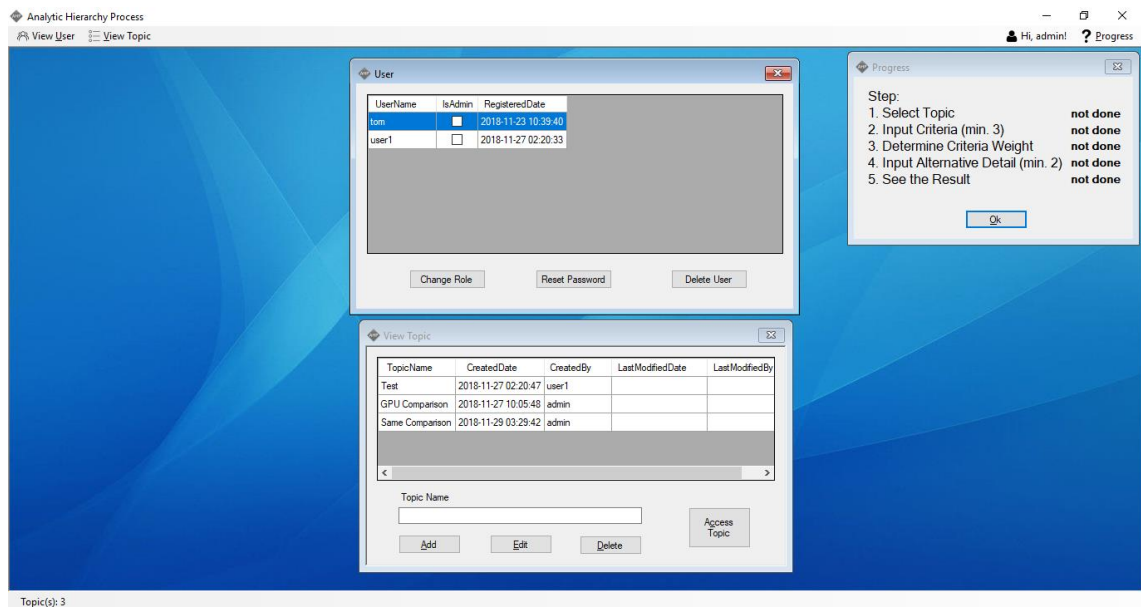 Analytic Hierarchy Process
View User View Topic Hi, admin! ? Progress
User
UserName IsAdmin RegisteredDate
tom 2018-11-23 10:39:40
user1 2018-11-27 02:20:33
Change Role Reset Password Delete User
Progress
Step:
1. Select Topic not done
2. Input Criteria (min. 3) not done
3. Determine Criteria Weight not done
4. Input Alternative Detail (min. 2) not done
5. See the Result not done
Ok
View Topic
TopicName CreatedDate CreatedBy LastModifiedDate LastModifiedBy
Test 2018-11-27 02:20:47 user1
GPU Comparison 2018-11-27 10:05:48 admin
Same Comparison 2018-11-29 03:29:42 admin
Topic Name
Access
Topic
Add Edit Delete
Topic(s): 3